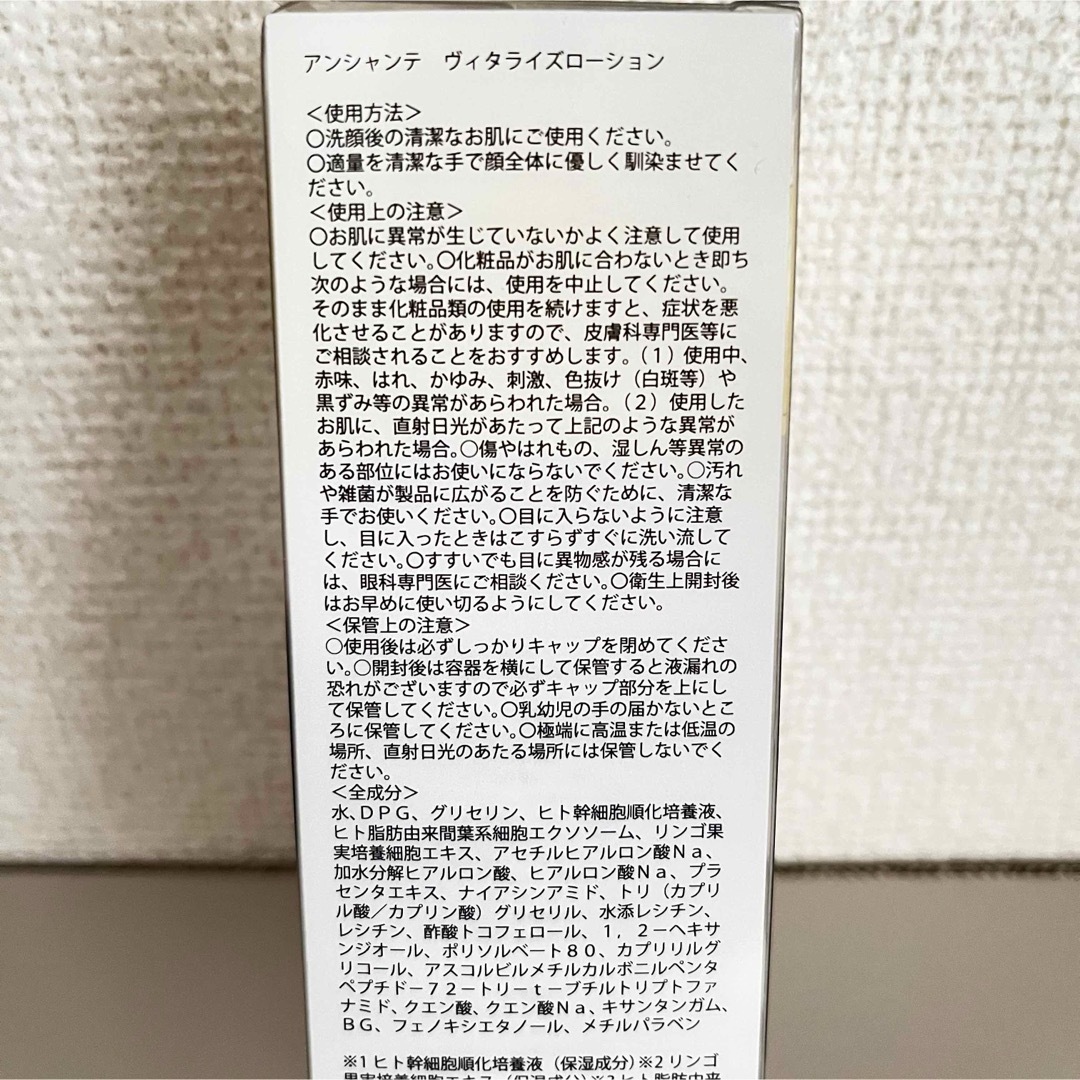 アンシャンテ　ヴィタライズローション
＜使用方法＞
○洗顔後の清潔なお肌にご使用ください。
○適量を清潔な手で顔全体に優しく馴染ませてく
ださい。
＜使用上の注意＞
○お肌に異常が生じていないかよく注意して使用
してください。○化粧品がお肌に合わないとき即ち
次のような場合には、使用を中止してください。
そのまま化粧品類の使用を続けますと、症状を悪
化させることがありますので、皮膚科専門医等に
ご相談されることをおすすめします。（１）使用中、
赤味、はれ、かゆみ、刺激、色抜け（白斑等）や
黒ずみ等の異常があらわれた場合。（２）使用した
お肌に、直射日光があたって上記のような異常が
あらわれた場合。○傷やはれもの、湿しん等異常の
ある部位にはお使いにならないでください。○汚れ
や雑菌が製品に広がることを防ぐために、清潔な
手でお使いください。○目に入らないように注意
し、目に入ったときはこすらずすぐに洗い流して
ください。○すすいでも目に異物感が残る場合に
は、眼科専門医にご相談ください。○衛生上開封後
はお早めに使い切るようにしてください。
＜保管上の注意＞
○使用後は必ずしっかりキャップを閉めてくださ
い。○開封後は容器を横にして保管すると液漏れの
恐れがございますので必ずキャップ部分を上にし
て保管してください。○乳幼児の手の届かないとこ
ろに保管してください。○極端に高温または低温の
場所、直射日光のあたる場所には保管しないでく
ださい。
＜全成分＞
水、ＤＰＧ、グリセリン、ヒト幹細胞順化培養液、
ヒト脂肪由来間葉系細胞エクソソーム、リンゴ果
実培養細胞エキス、アセチルヒアルロン酸Ｎａ、
加水分解ヒアルロン酸、ヒアルロン酸Ｎａ、プラ
センタエキス、ナイアシンアミド、トリ（カプリ
ル酸／カプリン酸）グリセリル、水添レシチン、
レシチン、酢酸トコフェロール、１，２－ヘキサ
ンジオール、ポリソルベート８０、カプリリルグ
リコール、アスコルビルメチルカルボニルペンタ
ペプチド－７２－トリ－ｔ－ブチルトリプトファ
ナミド、クエン酸、クエン酸Ｎａ、キサンタンガム、
ＢＧ、フェノキシエタノール、メチルパラベン
※1 ヒト幹細胞順化培養液（保湿成分）※2 リンゴ
果実培養細胞エキス（保湿成分）※3 ヒト脂肪由来